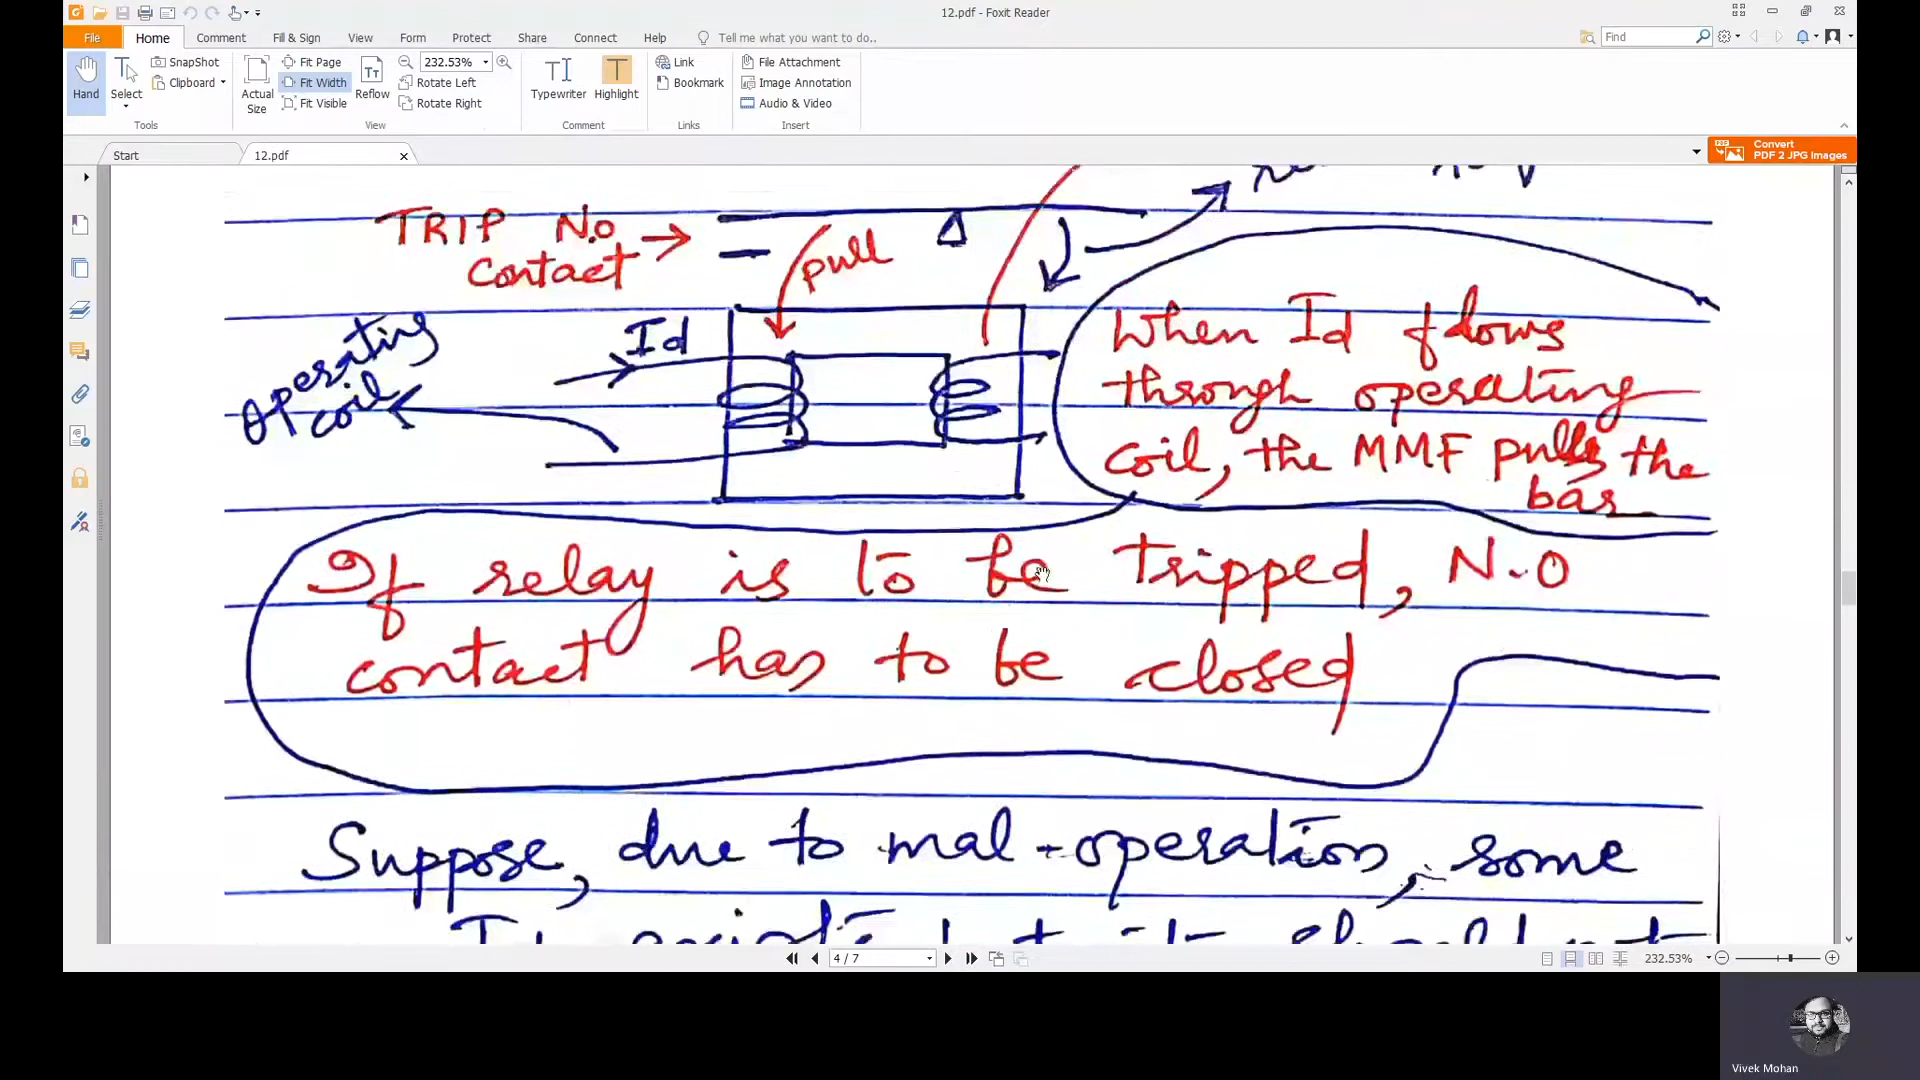 12.pdf - Foxit Reader
File Home Comment Fill & Sign View Form Protect Share Connect Help Tell me what you want to do.. Find
Hand
Select
SnapShot
Clipboard
Actual Size
Fit Page
Fit Width
Fit Visible
Reflow
232.53%
Rotate Left
Rotate Right
Typewriter
Highlight
Link
Bookmark
File Attachment
Image Annotation
Audio & Video
Tools View Comment Links Insert
Start 12.pdf
Convert
PDF 2 JPG Images
TRIP N.O
Contact
pull
Id
Operating
coil
When Id flows
through operating
coil, the MMF pulls the
bar
If relay is to be tripped, N.O
contact has to be closed
Suppose, due to mal-operation, some
4 / 7
232.53%
Vivek Mohan